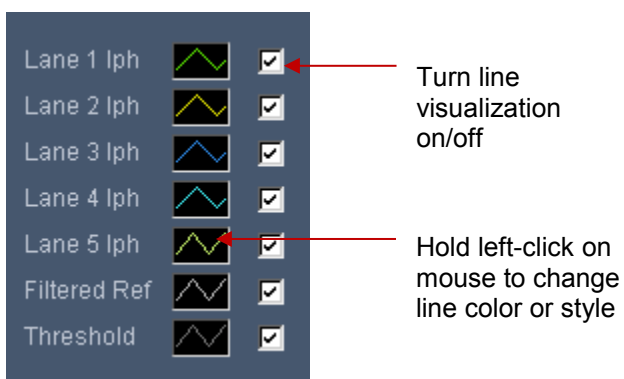 Lane 1 Iph
Lane 2 Iph
Lane 3 Iph
Lane 4 Iph
Lane 5 Iph
Filtered Ref
Threshold
Turn line
visualization
on/off
Hold left-click on
mouse to change
line color or style